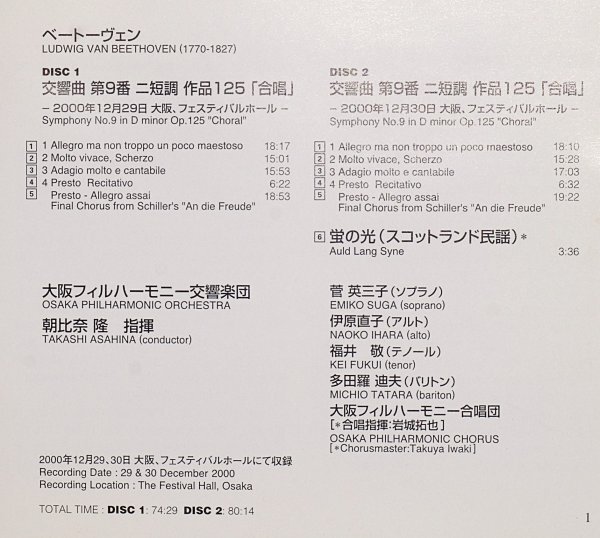 ベートーヴェン
LUDWIG VAN BEETHOVEN (1770-1827)
DISC 1
交響曲 第9番 ニ短調 作品125「合唱」
－2000年12月29日 大阪、フェスティバルホール－
Symphony No.9 in D minor Op.125 "Choral"
1 1 Allegro ma non troppo un poco maestoso 18:17
2 2 Molto vivace, Scherzo 15:01
3 3 Adagio molto e cantabile 15:53
4 4 Presto Recitativo 6:22
5 Presto - Allegro assai 18:53
Final Chorus from Schiller's "An die Freude"
DISC 2
交響曲 第9番 ニ短調 作品125「合唱」
－2000年12月30日 大阪、フェスティバルホール－
Symphony No.9 in D minor Op.125 "Choral"
1 1 Allegro ma non troppo un poco maestoso 18:10
2 2 Molto vivace, Scherzo 15:28
3 3 Adagio molto e cantabile 17:03
4 4 Presto Recitativo 6:32
5 Presto - Allegro assai 19:22
Final Chorus from Schiller's "An die Freude"
6 蛍の光（スコットランド民謡）*
Auld Lang Syne 3:36
大阪フィルハーモニー交響楽団
OSAKA PHILHARMONIC ORCHESTRA
朝比奈 隆 指揮
TAKASHI ASAHINA (conductor)
菅 英三子（ソプラノ）
EMIKO SUGA (soprano)
伊原直子（アルト）
NAOKO IHARA (alto)
福井 敬（テノール）
KEI FUKUI (tenor)
多田羅 迪夫（バリトン）
MICHIO TATARA (bariton)
大阪フィルハーモニー合唱団
[*合唱指揮:岩城拓也]
OSAKA PHILHARMONIC CHORUS
[*Chorusmaster:Takuya Iwaki]
2000年12月29、30日 大阪、フェスティバルホールにて収録
Recording Date : 29 & 30 December 2000
Recording Location : The Festival Hall, Osaka
TOTAL TIME : DISC 1: 74:29 DISC 2: 80:14
1